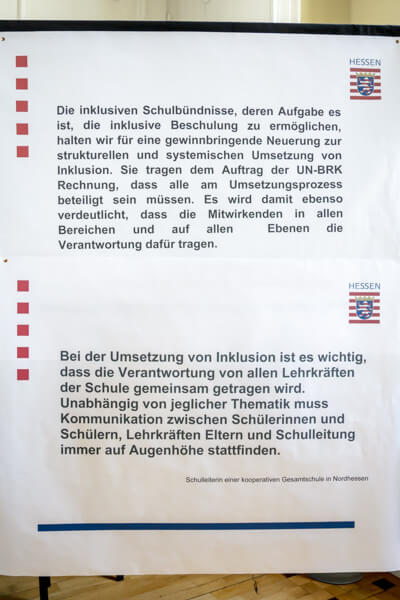 HESSEN
Die inklusiven Schulbündnisse, deren Aufgabe es
ist, die inklusive Beschulung zu ermöglichen,
halten wir für eine gewinnbringende Neuerung zur
strukturellen und systemischen Umsetzung von
Inklusion. Sie tragen dem Auftrag der UN-BRK
Rechnung, dass alle am Umsetzungsprozess
beteiligt sein müssen. Es wird damit ebenso
verdeutlicht, dass die Mitwirkenden in allen
Bereichen und auf allen Ebenen die
Verantwortung dafür tragen.
HESSEN
Bei der Umsetzung von Inklusion ist es wichtig,
dass die Verantwortung von allen Lehrkräften
der Schule gemeinsam getragen wird.
Unabhängig von jeglicher Thematik muss
Kommunikation zwischen Schülerinnen und
Schülern, Lehrkräften Eltern und Schulleitung
immer auf Augenhöhe stattfinden.
Schulleiterin einer kooperativen Gesamtschule in Nordhessen